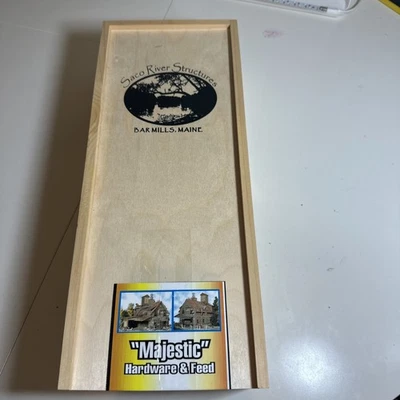 Saco River Structures
BAR MILLS, MAINE
"Majestic"
Hardware & Feed